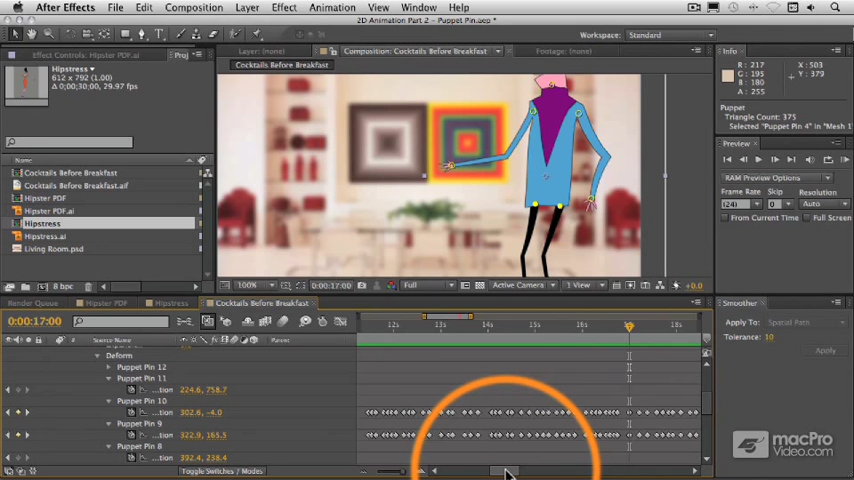 After Effects File Edit Composition Layer Effect Animation View Window Help
2D Animation Part 2 – Puppet Pin.aep *
Workspace: Standard
Effect Controls: Hipster PDF.ai Proj
Layer: (none) Composition: Cocktails Before Breakfast Footage: (none)
Info
Cocktails Before Breakfast
Hipstress
612 x 792 (1.00)
Δ 0;00;30;00, 29.97 fps
R: 217
G: 195
B: 180
A: 255
X: 503
Y: 379
Puppet
Triangle Count: 375
Selected "Puppet Pin 4" in "Mesh 1
Preview
RAM Preview Options
Frame Rate Skip Resolution
(24) 0 Auto
From Current Time Full Screen
Name
Cocktails Before Breakfast
Cocktails Before Breakfast.aif
Hipster PDF
Hipster PDF.ai
Hipstress
Hipstress.ai
Living Room.psd
8 bpc
100% 0:00:17:00 Full Active Camera 1 View +0.0
Render Queue Hipster PDF Hipstress Cocktails Before Breakfast
0:00:17:00
12s 13s 14s 15s 16s 17s 18s
Source Name Parent
Deform
Puppet Pin 12
Puppet Pin 11
...tion 224.6, 758.7
Puppet Pin 10
...tion 302.6, -4.0
Puppet Pin 9
...tion 322.9, 165.5
Puppet Pin 8
...tion 392.4, 238.4
Toggle Switches / Modes
Smoother
Apply To: Spatial Path
Tolerance: 10
Apply
macPro
Video.com